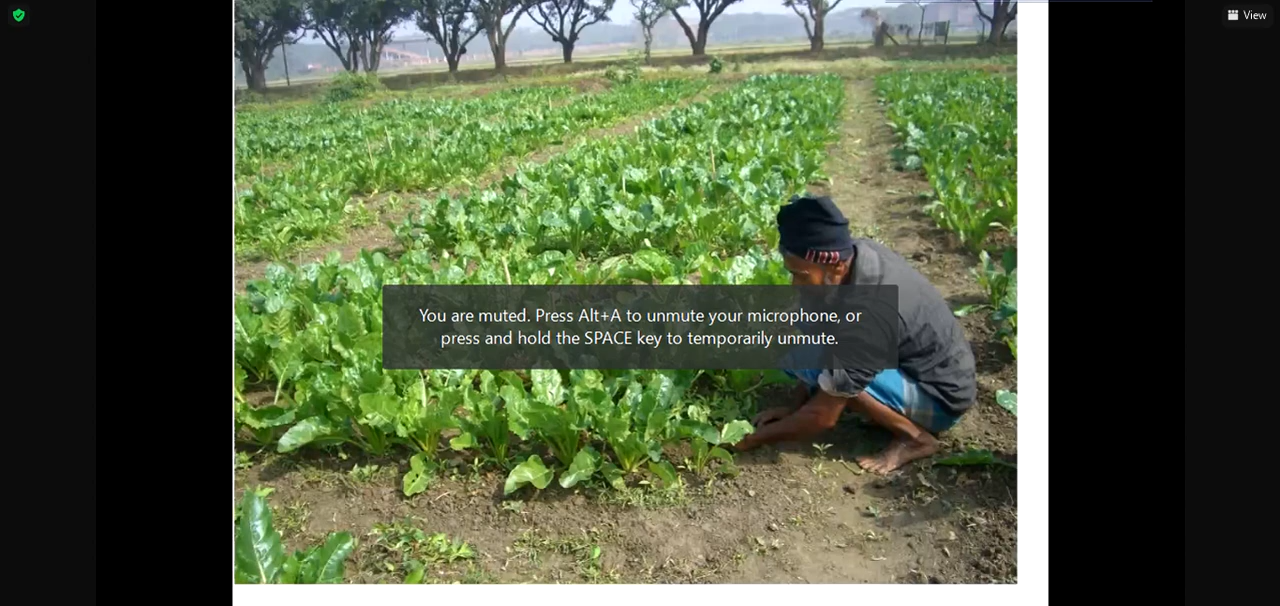 View
You are muted. Press Alt+A to unmute your microphone, or
press and hold the SPACE key to temporarily unmute.